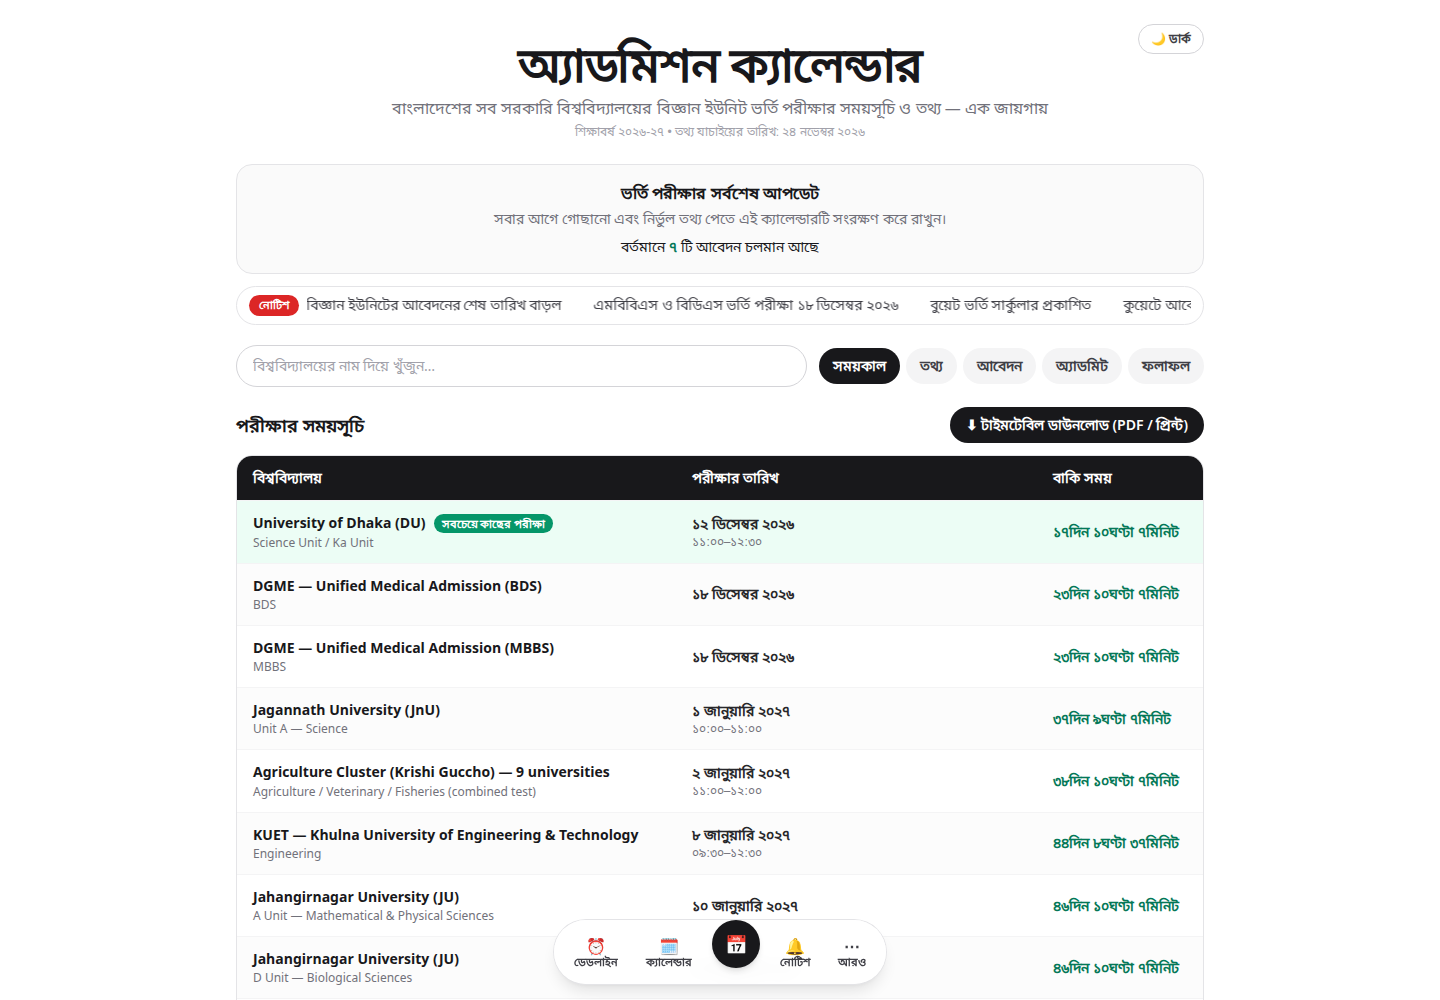 🌙 ডার্ক
অ্যাডমিশন ক্যালেন্ডার
বাংলাদেশের সব সরকারি বিশ্ববিদ্যালয়ের বিজ্ঞান ইউনিট ভর্তি পরীক্ষার সময়সূচি ও তথ্য — এক জায়গায়
শিক্ষাবর্ষ ২০২৬-২৭ • তথ্য যাচাইয়ের তারিখ: ২৪ নভেম্বর ২০২৬
ভর্তি পরীক্ষার সর্বশেষ আপডেট
সবার আগে গোছানো এবং নির্ভুল তথ্য পেতে এই ক্যালেন্ডারটি সংরক্ষণ করে রাখুন।
বর্তমানে ৭ টি আবেদন চলমান আছে
নোটিশ বিজ্ঞান ইউনিটের আবেদনের শেষ তারিখ বাড়ল এমবিবিএস ও বিডিএস ভর্তি পরীক্ষা ১৮ ডিসেম্বর ২০২৬ বুয়েট ভর্তি সার্কুলার প্রকাশিত কুয়েটে
বিশ্ববিদ্যালয়ের নাম দিয়ে খুঁজুন... সময়কাল তথ্য আবেদন অ্যাডমিট ফলাফল
পরীক্ষার সময়সূচি ⬇ টাইমটেবিল ডাউনলোড (PDF / প্রিন্ট)
বিশ্ববিদ্যালয় পরীক্ষার তারিখ বাকি সময়
University of Dhaka (DU) সবচেয়ে কাছের পরীক্ষা ১২ ডিসেম্বর ২০২৬ ১৭দিন ১০ঘণ্টা ৭মিনিট
Science Unit / Ka Unit ১১:০০–১২:৩০
DGME — Unified Medical Admission (BDS) ১৮ ডিসেম্বর ২০২৬ ২৩দিন ১০ঘণ্টা ৭মিনিট
BDS
DGME — Unified Medical Admission (MBBS) ১৮ ডিসেম্বর ২০২৬ ২৩দিন ১০ঘণ্টা ৭মিনিট
MBBS
Jagannath University (JnU) ১ জানুয়ারি ২০২৭ ৩৭দিন ৯ঘণ্টা ৭মিনিট
Unit A — Science ১০:০০–১১:০০
Agriculture Cluster (Krishi Guccho) — 9 universities ২ জানুয়ারি ২০২৭ ৩৮দিন ১০ঘণ্টা ৭মিনিট
Agriculture / Veterinary / Fisheries (combined test) ১১:০০–১২:০০
KUET — Khulna University of Engineering & Technology ৮ জানুয়ারি ২০২৭ ৪৪দিন ৮ঘণ্টা ৩৭মিনিট
Engineering ০৯:৩০–১২:৩০
Jahangirnagar University (JU) ১০ জানুয়ারি ২০২৭ ৪৬দিন ১০ঘণ্টা ৭মিনিট
A Unit — Mathematical & Physical Sciences
Jahangirnagar University (JU) ৪৬দিন ১০ঘণ্টা ৭মিনিট
D Unit — Biological Sciences
ডেডলাইন ক্যালেন্ডার নোটিশ আরও